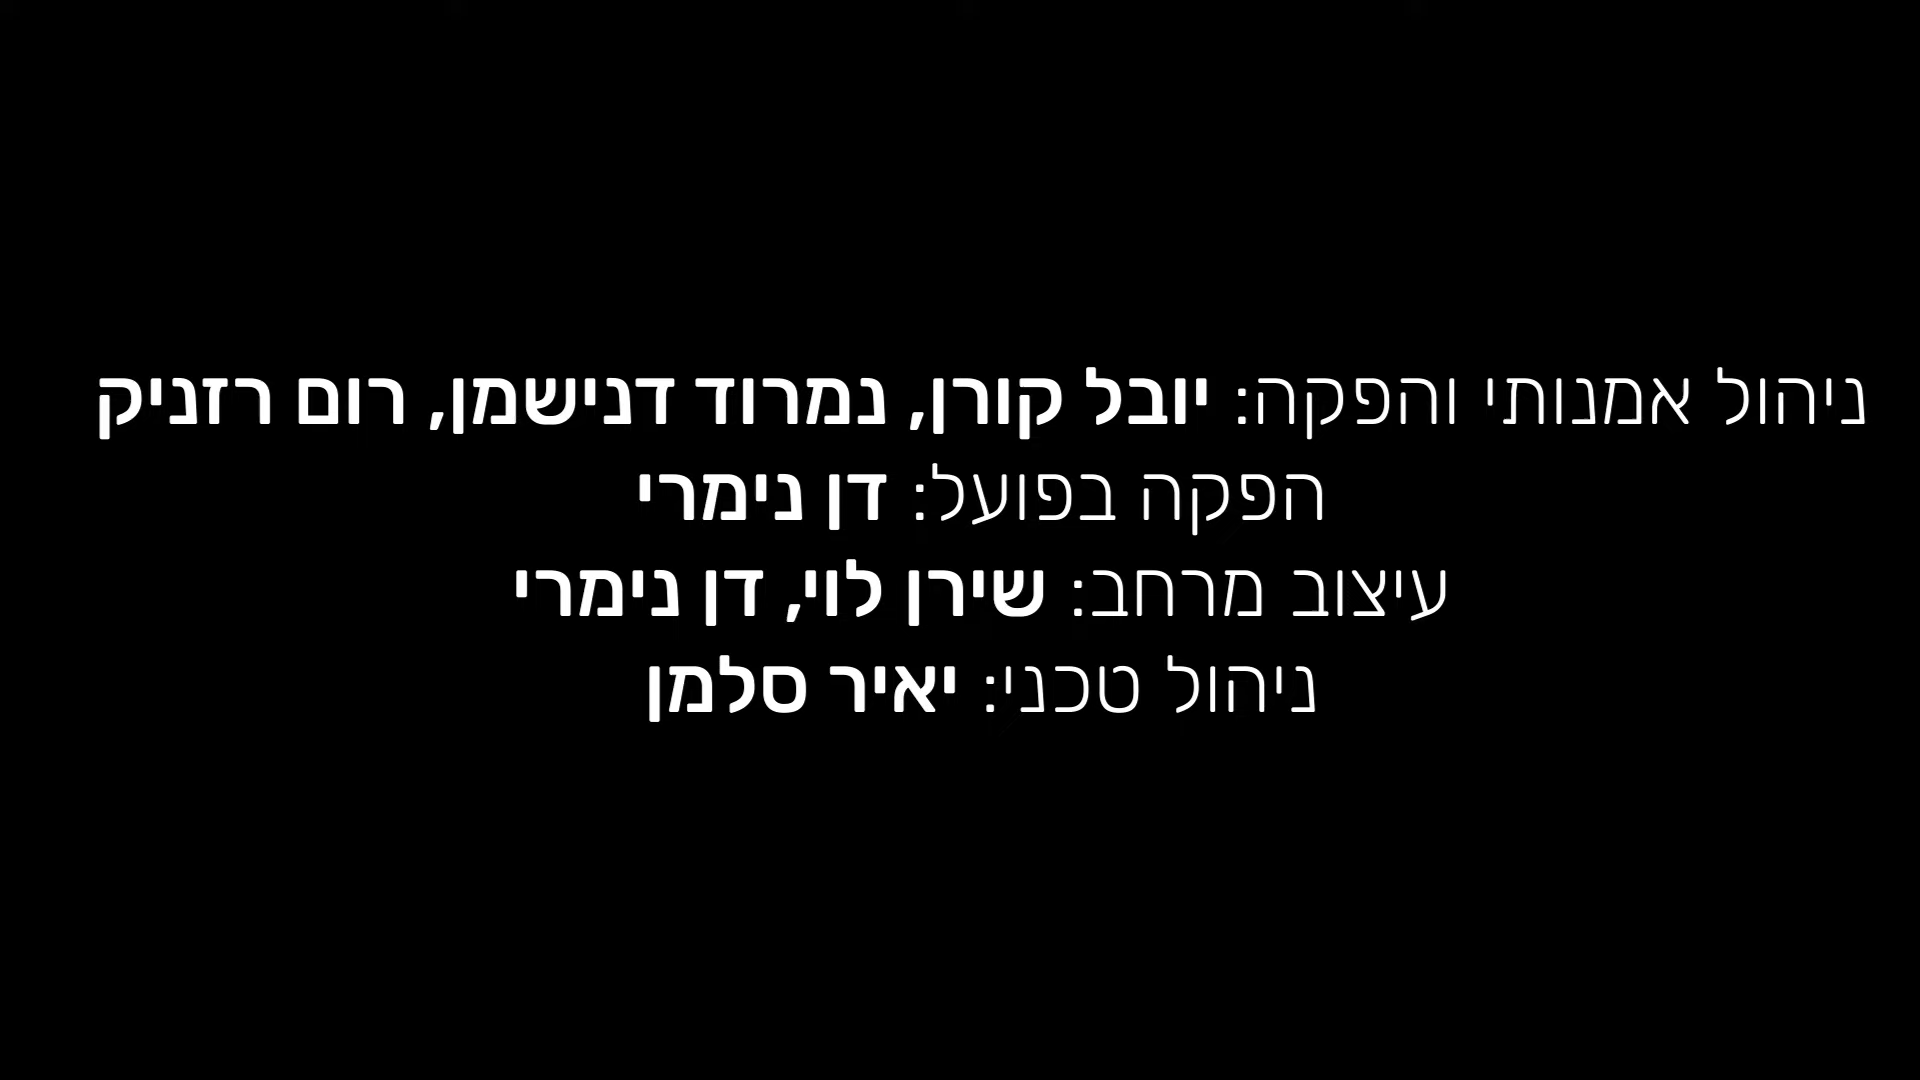 ניהול אמנותי והפקה: יובל קורן, נמרוד דנישמן, רום רזניק
הפקה בפועל: דן נימרי
עיצוב מרחב: שירן לוי, דן נימרי
ניהול טכני: יאיר סלמן